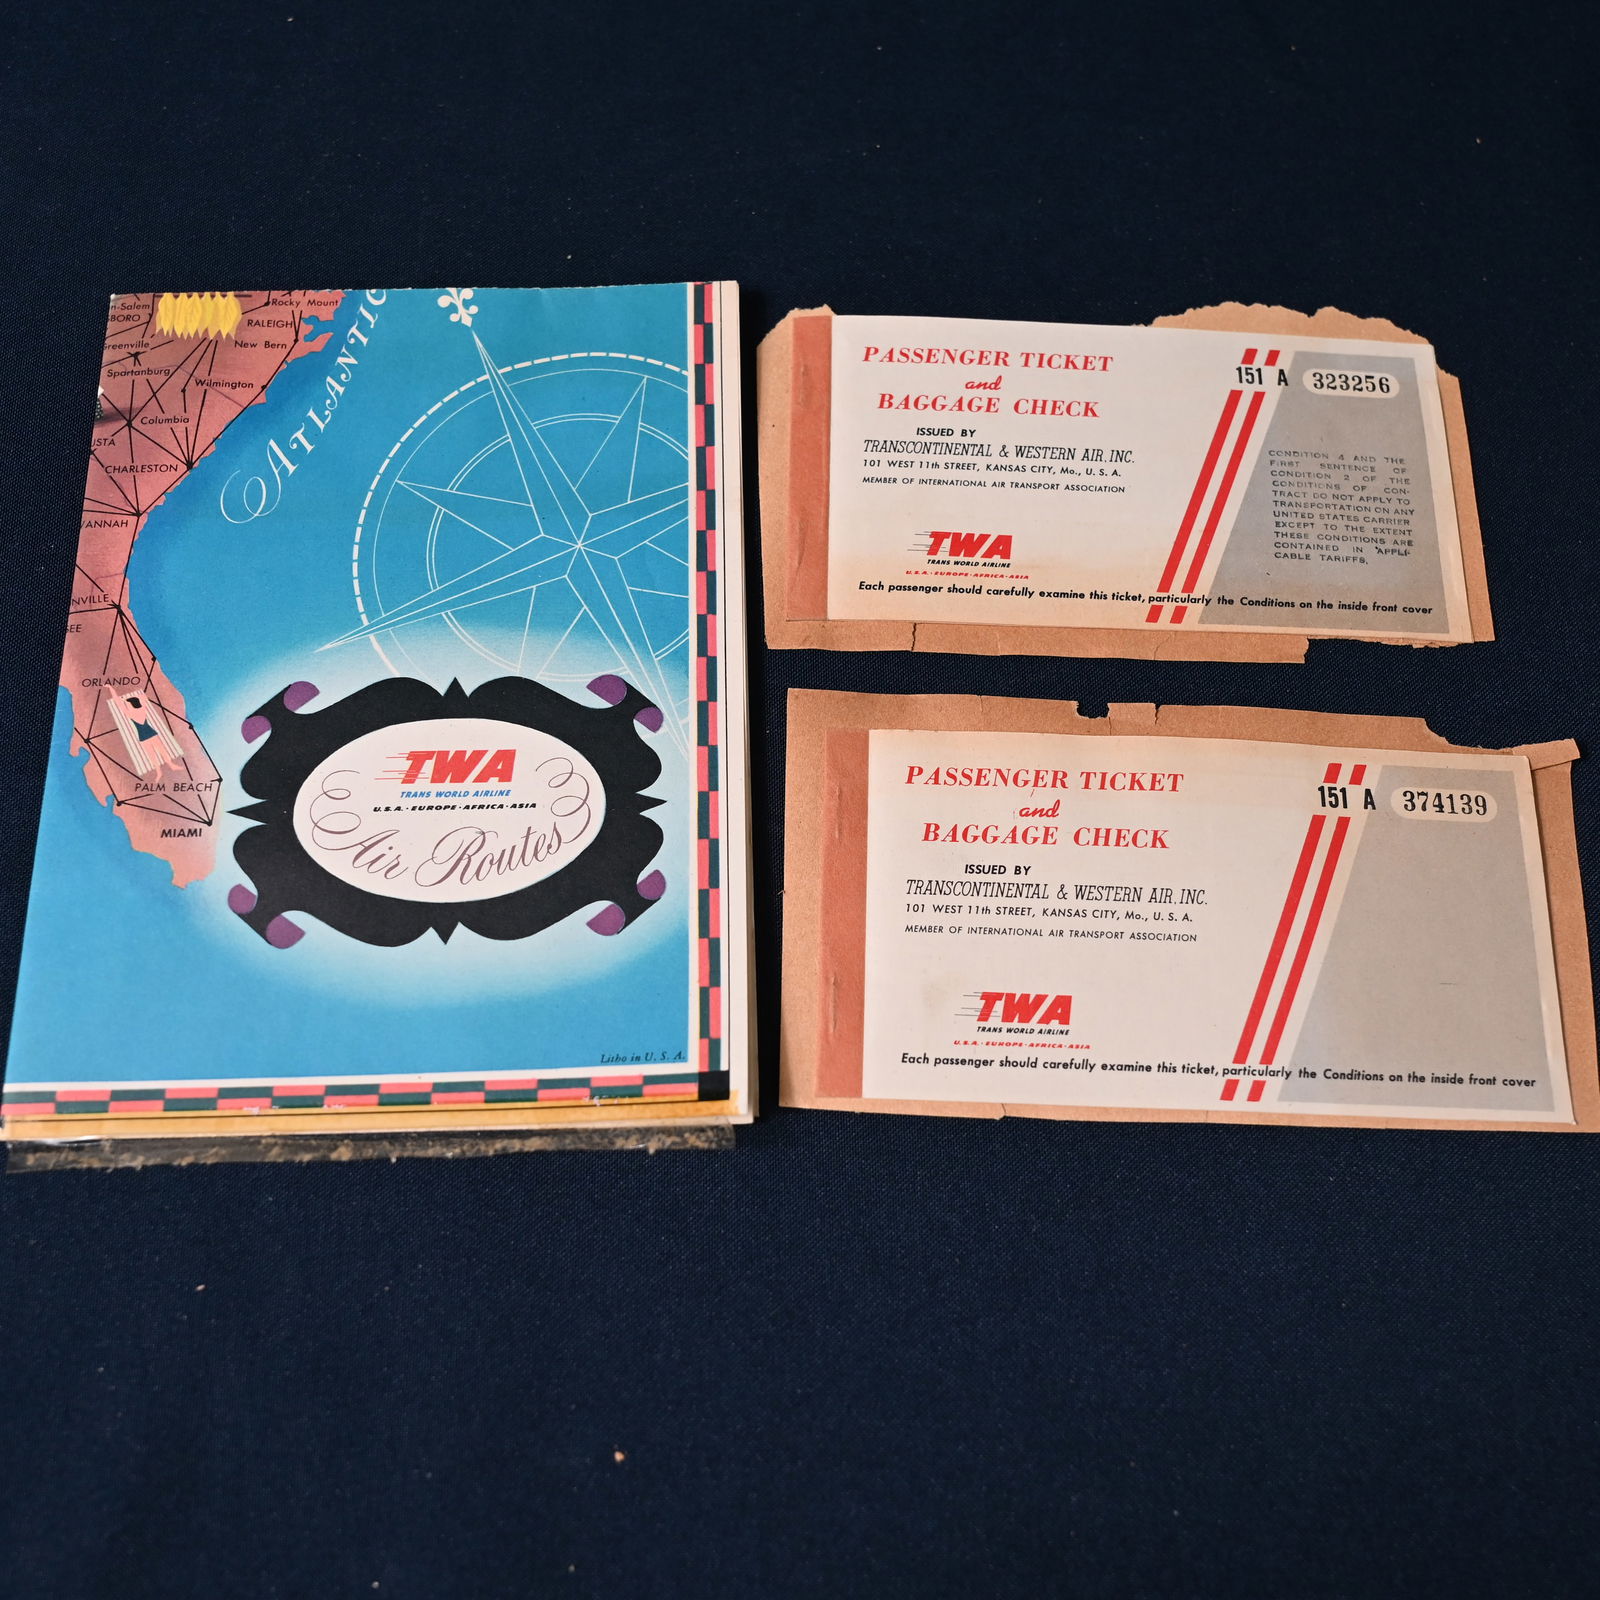 n-Salem
BORO
Rocky Mount
RALEIGH
Greenville
New Bern
Spartanburg
Wilmington
Columbia
USTA
CHARLESTON
VANNAH
NVILLE
SEE
ORLANDO
PALM BEACH
MIAMI
ATLANTIC
TWA
TRANS WORLD AIRLINE
U.S.A. · EUROPE · AFRICA · ASIA
Air Routes
Litho in U. S. A.
PASSENGER TICKET
and
BAGGAGE CHECK
ISSUED BY
TRANSCONTINENTAL & WESTERN AIR, INC.
101 WEST 11th STREET, KANSAS CITY, Mo., U. S. A.
MEMBER OF INTERNATIONAL AIR TRANSPORT ASSOCIATION
TWA
TRANS WORLD AIRLINE
U.S.A. · EUROPE · AFRICA · ASIA
Each passenger should carefully examine this ticket, particularly the Conditions on the inside front cover
151 A 323256
CONDITION 4 AND THE
FIRST SENTENCE OF
CONDITION 2 OF THE
CONDITIONS OF CON-
TRACT DO NOT APPLY TO
TRANSPORTATION ON ANY
UNITED STATES CARRIER
EXCEPT TO THE EXTENT
THESE CONDITIONS ARE
CONTAINED IN APPLI-
CABLE TARIFFS.
PASSENGER TICKET
and
BAGGAGE CHECK
ISSUED BY
TRANSCONTINENTAL & WESTERN AIR, INC.
101 WEST 11th STREET, KANSAS CITY, Mo., U. S. A.
MEMBER OF INTERNATIONAL AIR TRANSPORT ASSOCIATION
TWA
TRANS WORLD AIRLINE
U.S.A. · EUROPE · AFRICA · ASIA
Each passenger should carefully examine this ticket, particularly the Conditions on the inside front cover
151 A 374139